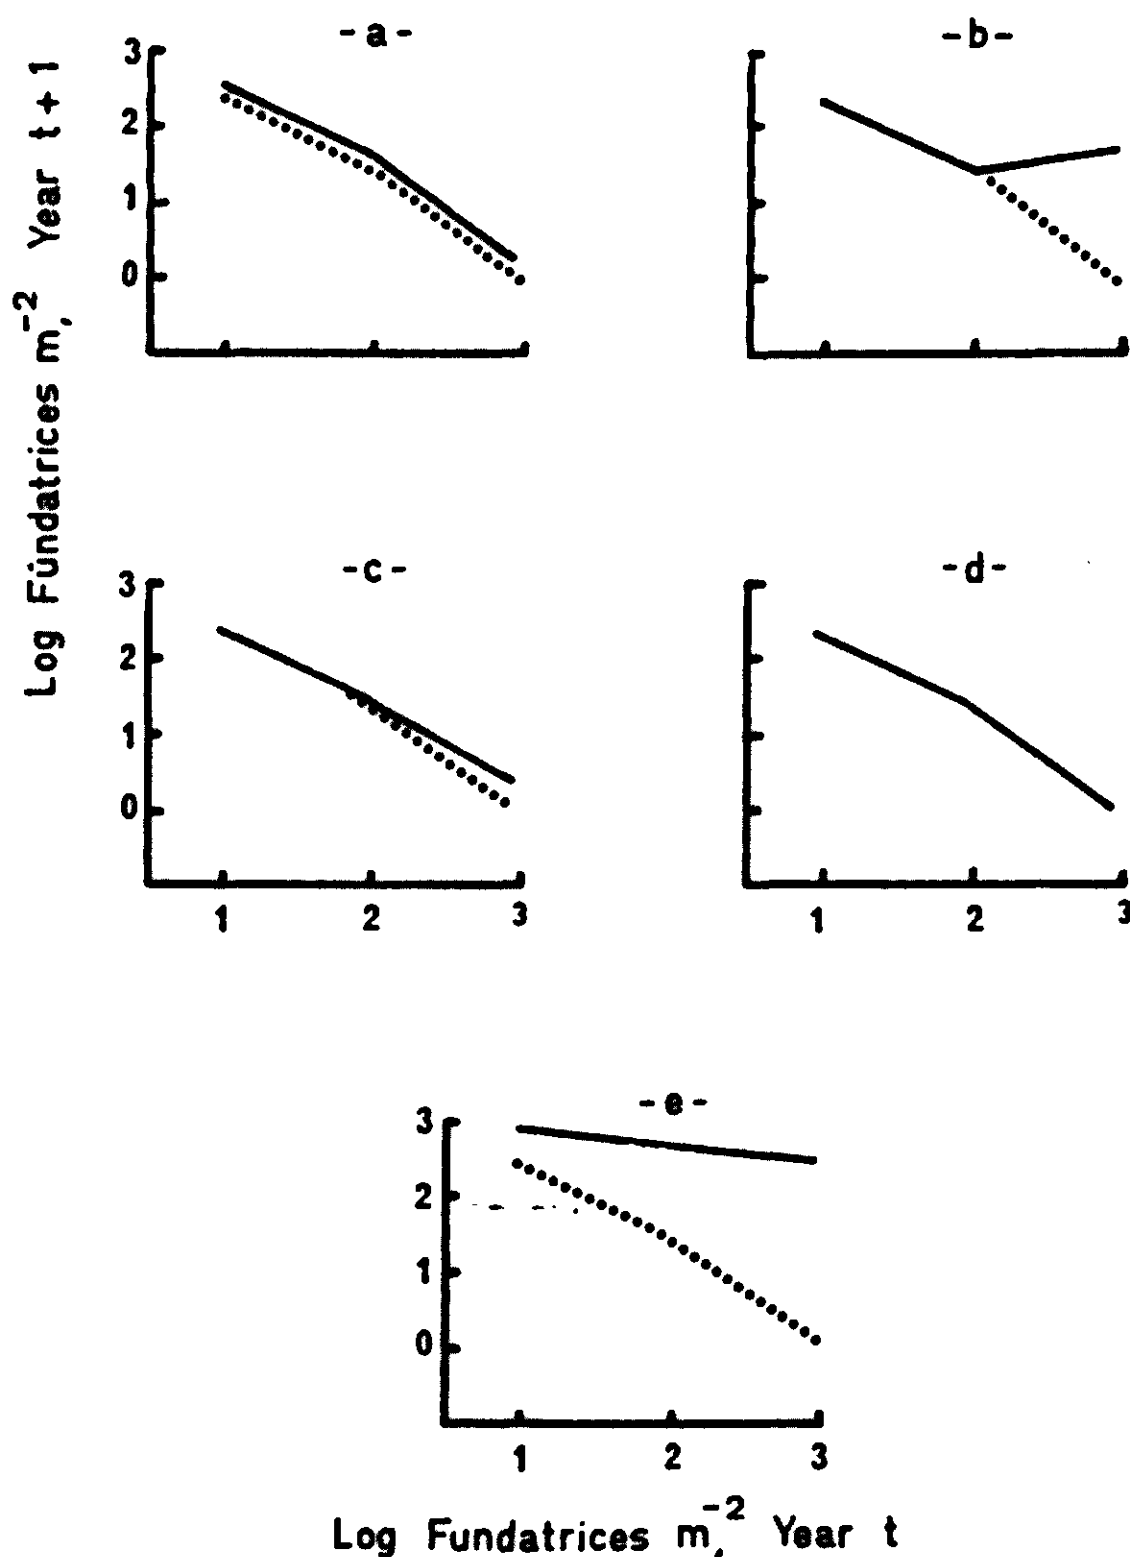 -a-
-b-
3
2
1
0
Log Fundatrices m,-2 Year t+1
-c-
-d-
3
2
1
0
1 2 3
1 2 3
-e-
3
2
1
0
1 2 3
Log Fundatrices m,-2 Year t